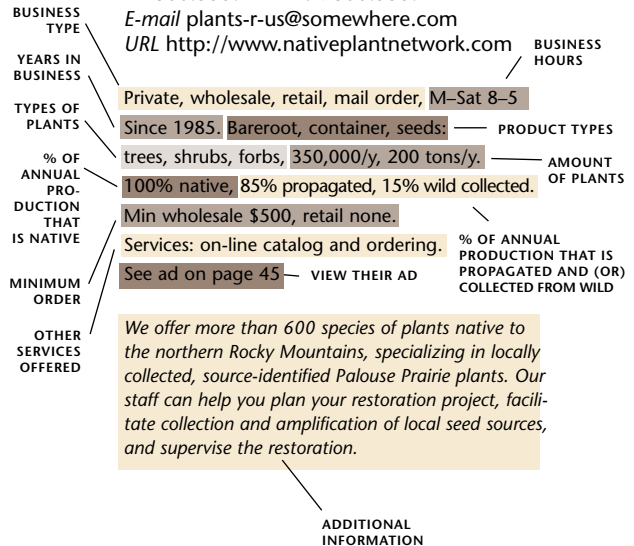 E-mail plants-r-us@somewhere.com
URL http://www.nativeplantnetwork.com
BUSINESS
TYPE
BUSINESS
HOURS
YEARS IN
BUSINESS
Private, wholesale, retail, mail order, M–Sat 8–5
TYPES OF
PLANTS
Since 1985. Bareroot, container, seeds:
PRODUCT TYPES
trees, shrubs, forbs, 350,000/y, 200 tons/y.
AMOUNT
OF PLANTS
% OF
ANNUAL
PRO-
DUCTION
THAT
IS NATIVE
100% native, 85% propagated, 15% wild collected.
Min wholesale $500, retail none.
% OF ANNUAL
PRODUCTION THAT IS
PROPAGATED AND (OR)
COLLECTED FROM WILD
Services: on-line catalog and ordering.
MINIMUM
ORDER
See ad on page 45
VIEW THEIR AD
OTHER
SERVICES
OFFERED
We offer more than 600 species of plants native to
the northern Rocky Mountains, specializing in locally
collected, source-identified Palouse Prairie plants. Our
staff can help you plan your restoration project, facili-
tate collection and amplification of local seed sources,
and supervise the restoration.
ADDITIONAL
INFORMATION